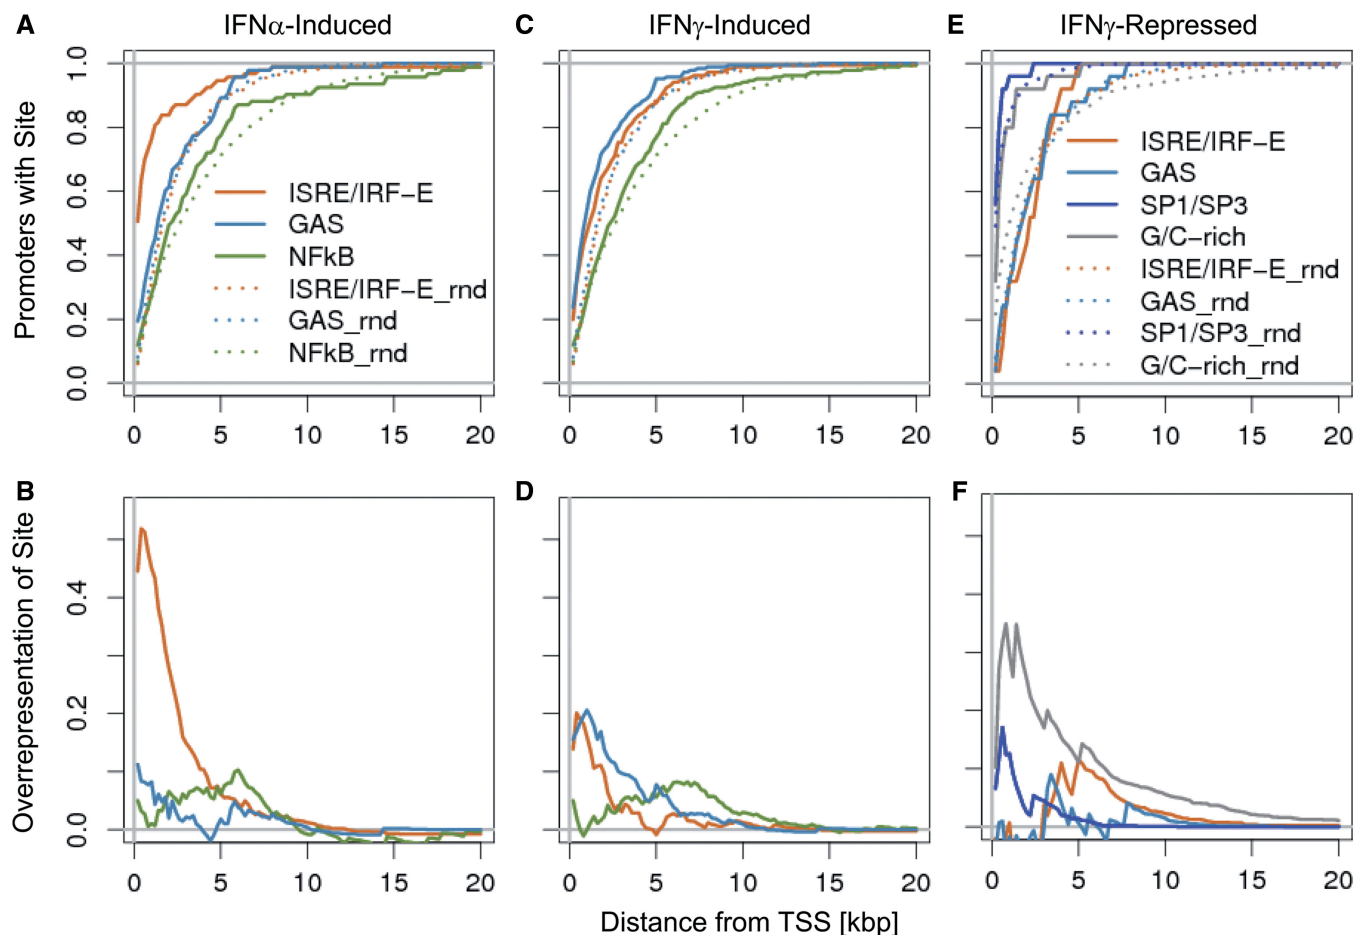 A
IFNα-Induced
C
IFNγ-Induced
E
IFNγ-Repressed
Promoters with Site
1.0
0.8
0.6
0.4
0.2
0.0
ISRE/IRF−E
GAS
NFkB
ISRE/IRF−E_rnd
GAS_rnd
NFkB_rnd
ISRE/IRF−E
GAS
SP1/SP3
G/C−rich
ISRE/IRF−E_rnd
GAS_rnd
SP1/SP3_rnd
G/C−rich_rnd
0 5 10 15 20
0 5 10 15 20
0 5 10 15 20
B
D
F
Overrepresentation of Site
0.4
0.2
0.0
0 5 10 15 20
0 5 10 15 20
0 5 10 15 20
Distance from TSS [kbp]